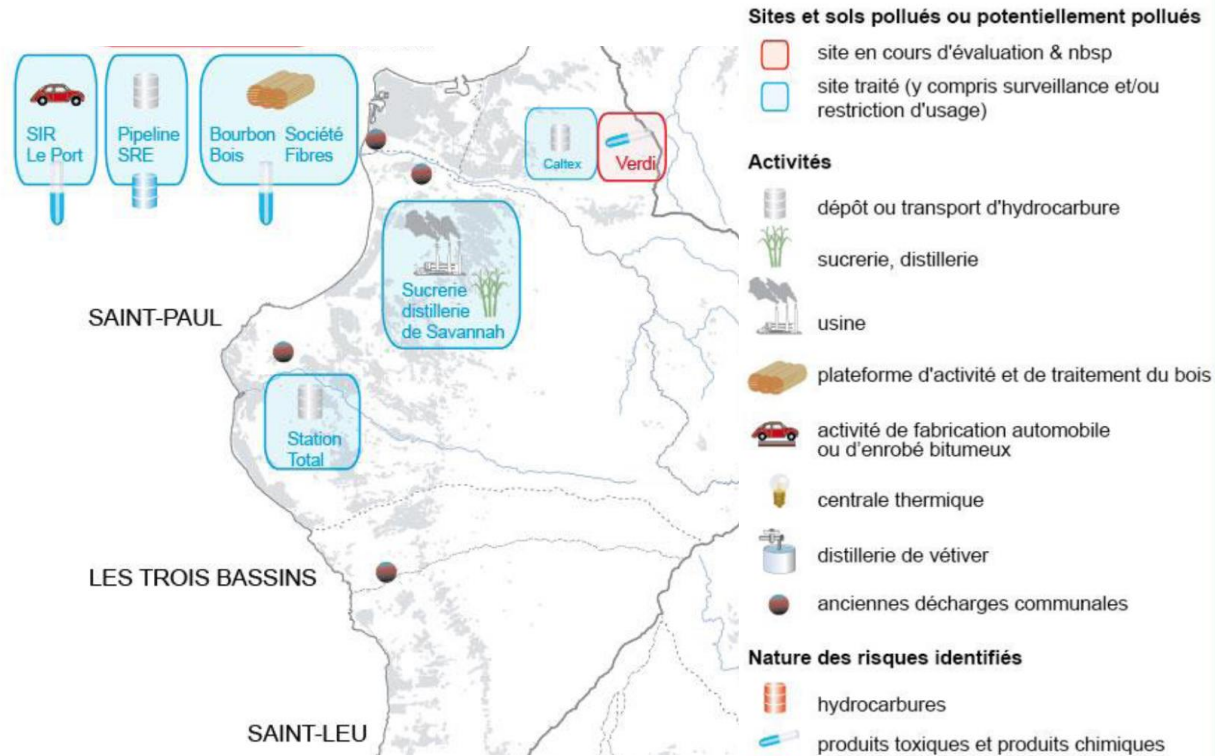 SIR
Le Port
Pipeline
SRE
Bourbon Société
Bois Fibres
Caltex
Verdi
Sucrerie
distillerie
de Savannah
SAINT-PAUL
Station
Total
LES TROIS BASSINS
SAINT-LEU
Sites et sols pollués ou potentiellement pollués
site en cours d'évaluation & nbsp
site traité (y compris surveillance et/ou
restriction d'usage)
Activités
dépôt ou transport d'hydrocarbure
sucrerie, distillerie
usine
plateforme d'activité et de traitement du bois
activité de fabrication automobile
ou d'enrobé bitumeux
centrale thermique
distillerie de vétiver
anciennes décharges communales
Nature des risques identifiés
hydrocarbures
produits toxiques et produits chimiques